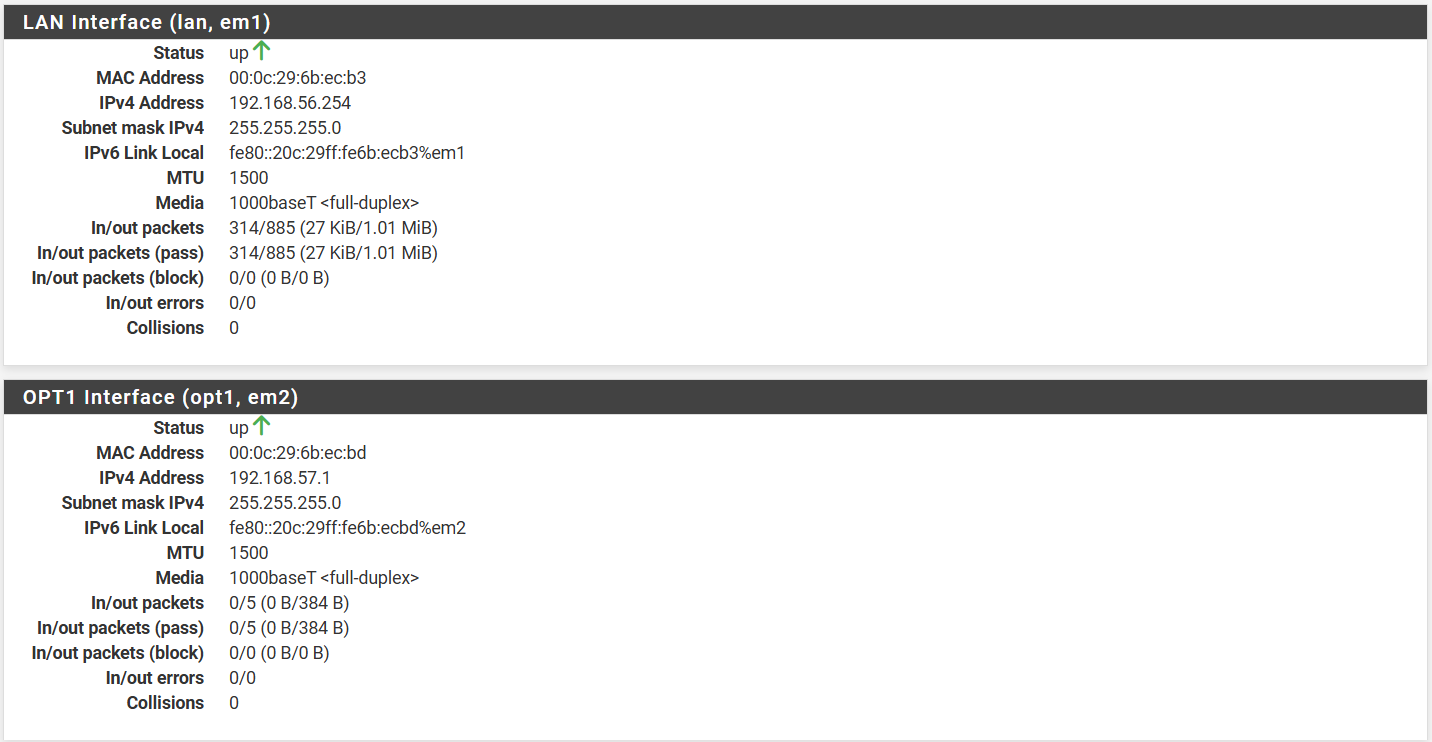 LAN Interface (lan, em1)
Status up
MAC Address 00:0c:29:6b:ec:b3
IPv4 Address 192.168.56.254
Subnet mask IPv4 255.255.255.0
IPv6 Link Local fe80::20c:29ff:fe6b:ecb3%em1
MTU 1500
Media 1000baseT <full-duplex>
In/out packets 314/885 (27 KiB/1.01 MiB)
In/out packets (pass) 314/885 (27 KiB/1.01 MiB)
In/out packets (block) 0/0 (0 B/0 B)
In/out errors 0/0
Collisions 0
OPT1 Interface (opt1, em2)
Status up
MAC Address 00:0c:29:6b:ec:bd
IPv4 Address 192.168.57.1
Subnet mask IPv4 255.255.255.0
IPv6 Link Local fe80::20c:29ff:fe6b:ecbd%em2
MTU 1500
Media 1000baseT <full-duplex>
In/out packets 0/5 (0 B/384 B)
In/out packets (pass) 0/5 (0 B/384 B)
In/out packets (block) 0/0 (0 B/0 B)
In/out errors 0/0
Collisions 0